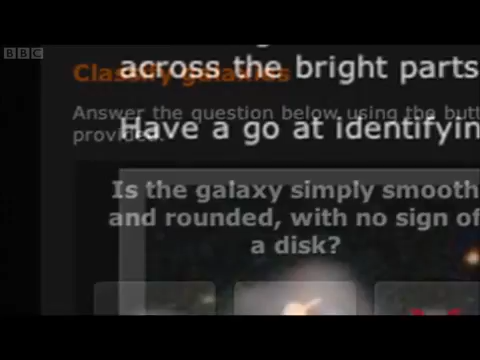 BBC
across the bright parts
Classify galaxies
Answer the question below using the butt
provided.
Have a go at identifyin
Is the galaxy simply smooth
and rounded, with no sign of
a disk?